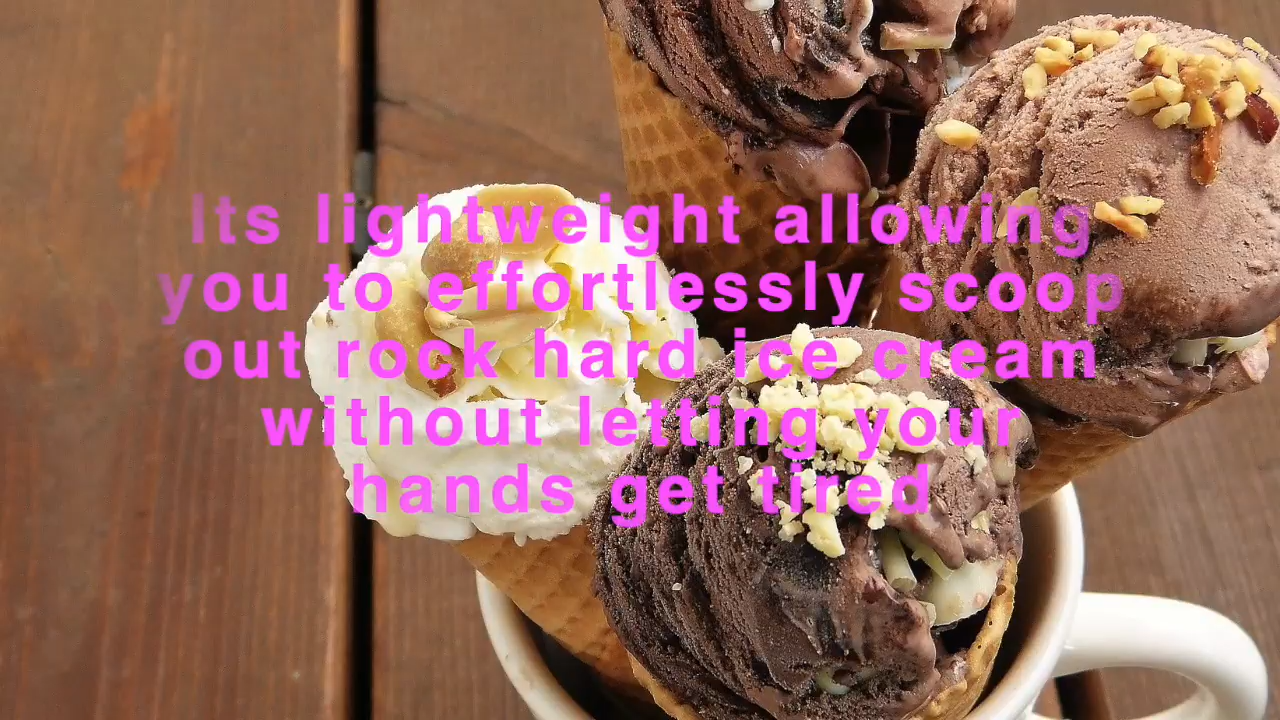 Its lightweight allowing
you to effortlessly scoop
out rock hard ice cream
without letting your
hands get tired